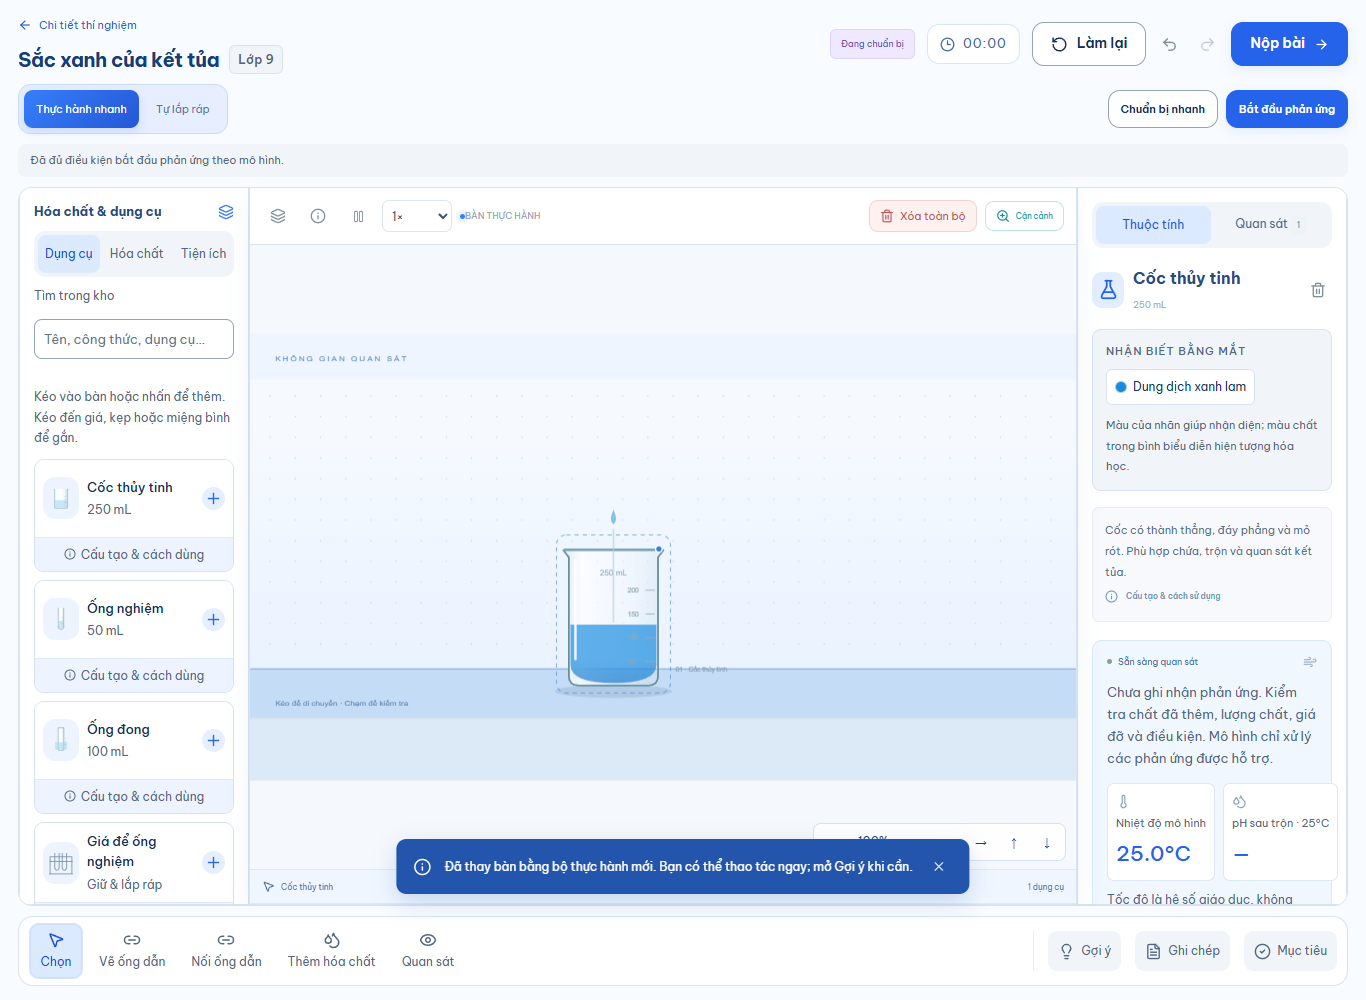 Chi tiết thí nghiệm
Sắc xanh của kết tủa
Lớp 9
Đang chuẩn bị
00:00
Làm lại
Nộp bài
Thực hành nhanh
Tự lắp ráp
Chuẩn bị nhanh
Bắt đầu phản ứng
Đã đủ điều kiện bắt đầu phản ứng theo mô hình.
Hóa chất & dụng cụ
Dụng cụ
Hóa chất
Tiện ích
Tìm trong kho
Tên, công thức, dụng cụ...
Kéo vào bàn hoặc nhấn để thêm.
Kéo đến giá, kẹp hoặc miệng bình
để gắn.
Cốc thủy tinh
250 mL
Cấu tạo & cách dùng
Ống nghiệm
50 mL
Cấu tạo & cách dùng
Ống đong
100 mL
Cấu tạo & cách dùng
Giá để ống
nghiệm
Giữ & lắp ráp
1×
BÀN THỰC HÀNH
Xóa toàn bộ
Cận cảnh
KHÔNG GIAN QUAN SÁT
250 mL
200
150
01 · Cốc thủy tinh
Kéo để di chuyển · Chạm để kiểm tra
Đã thay bàn bằng bộ thực hành mới. Bạn có thể thao tác ngay; mở Gợi ý khi cần.
Cốc thủy tinh
1 dụng cụ
Thuộc tính
Quan sát 1
Cốc thủy tinh
250 mL
NHẬN BIẾT BẰNG MẮT
Dung dịch xanh lam
Màu của nhãn giúp nhận diện; màu chất
trong bình biểu diễn hiện tượng hóa
học.
Cốc có thành thẳng, đáy phẳng và mỏ
rót. Phù hợp chứa, trộn và quan sát kết
tủa.
Cấu tạo & cách sử dụng
Sẵn sàng quan sát
Chưa ghi nhận phản ứng. Kiểm
tra chất đã thêm, lượng chất, giá
đỡ và điều kiện. Mô hình chỉ xử lý
các phản ứng được hỗ trợ.
Nhiệt độ mô hình
25.0°C
pH sau trộn · 25°C
–
Tốc độ là hệ số giáo dục, không
Chọn
Vẽ ống dẫn
Nối ống dẫn
Thêm hóa chất
Quan sát
Gợi ý
Ghi chép
Mục tiêu